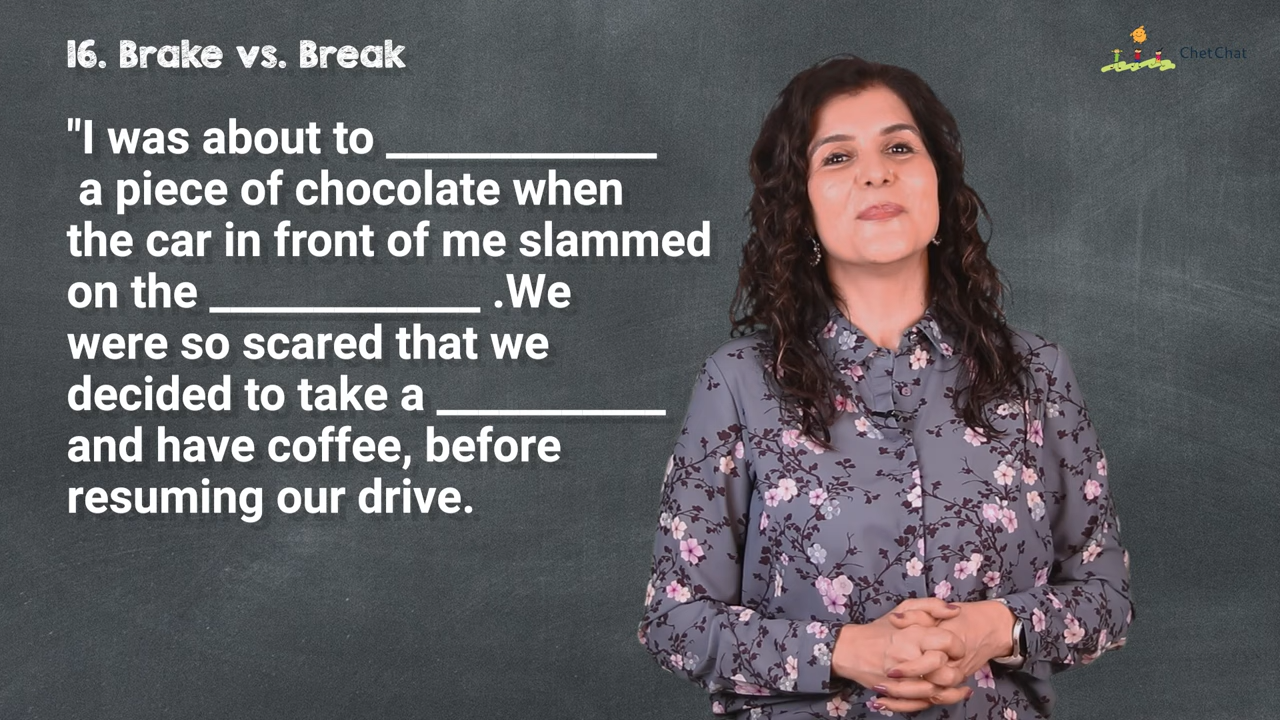 16. Brake vs. Break
ChetChat
"I was about to _____________
a piece of chocolate when
the car in front of me slammed
on the _____________ .We
were so scared that we
decided to take a ___________
and have coffee, before
resuming our drive.